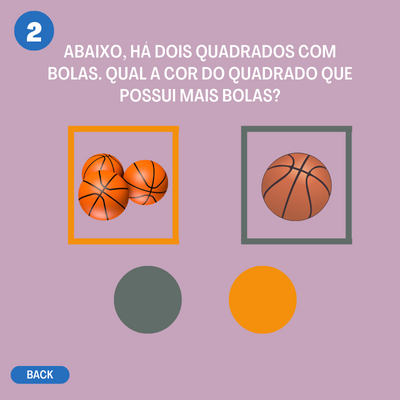 2
ABAIXO, HÁ DOIS QUADRADOS COM
BOLAS. QUAL A COR DO QUADRADO QUE
POSSUI MAIS BOLAS?
BACK